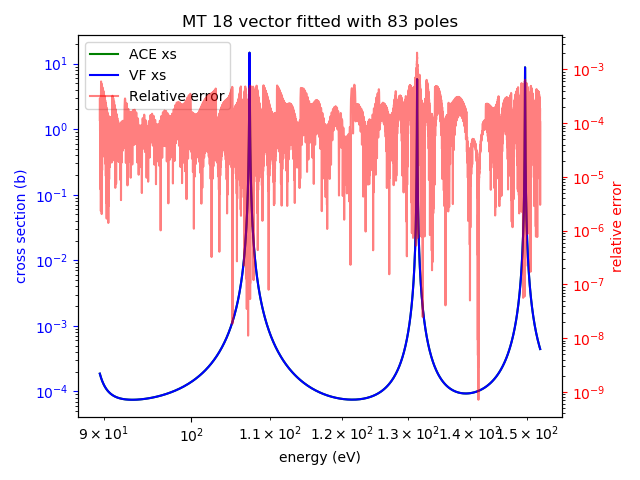 MT 18 vector fitted with 83 poles
ACE xs
VF xs
Relative error
cross section (b)
10¹
10⁰
10⁻¹
10⁻²
10⁻³
10⁻⁴
relative error
10⁻³
10⁻⁴
10⁻⁵
10⁻⁶
10⁻⁷
10⁻⁸
10⁻⁹
9 × 10¹ 10² 1.1 × 10² 1.2 × 10² 1.3 × 10² 1.4 × 10² 1.5 × 10²
energy (eV)